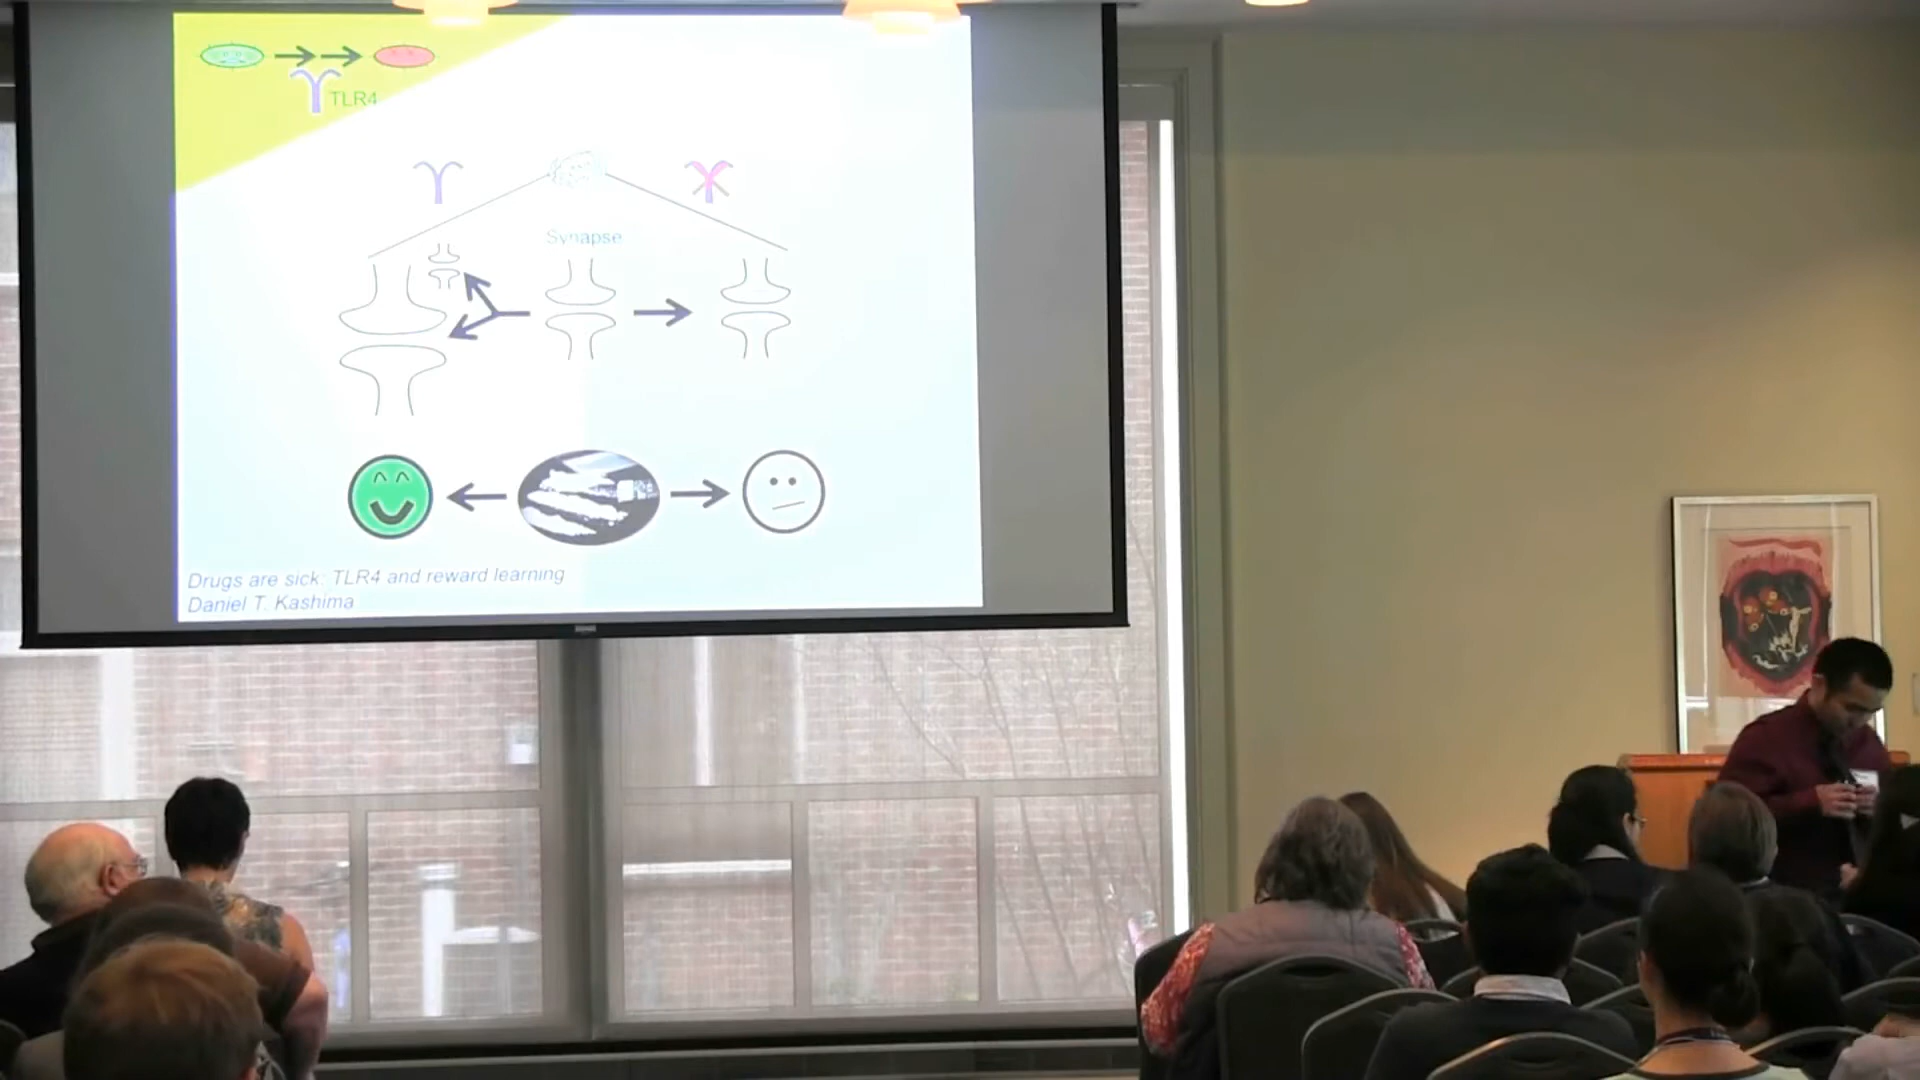 TLR4
Synapse
Drugs are sick: TLR4 and reward learning
Daniel T. Kashima